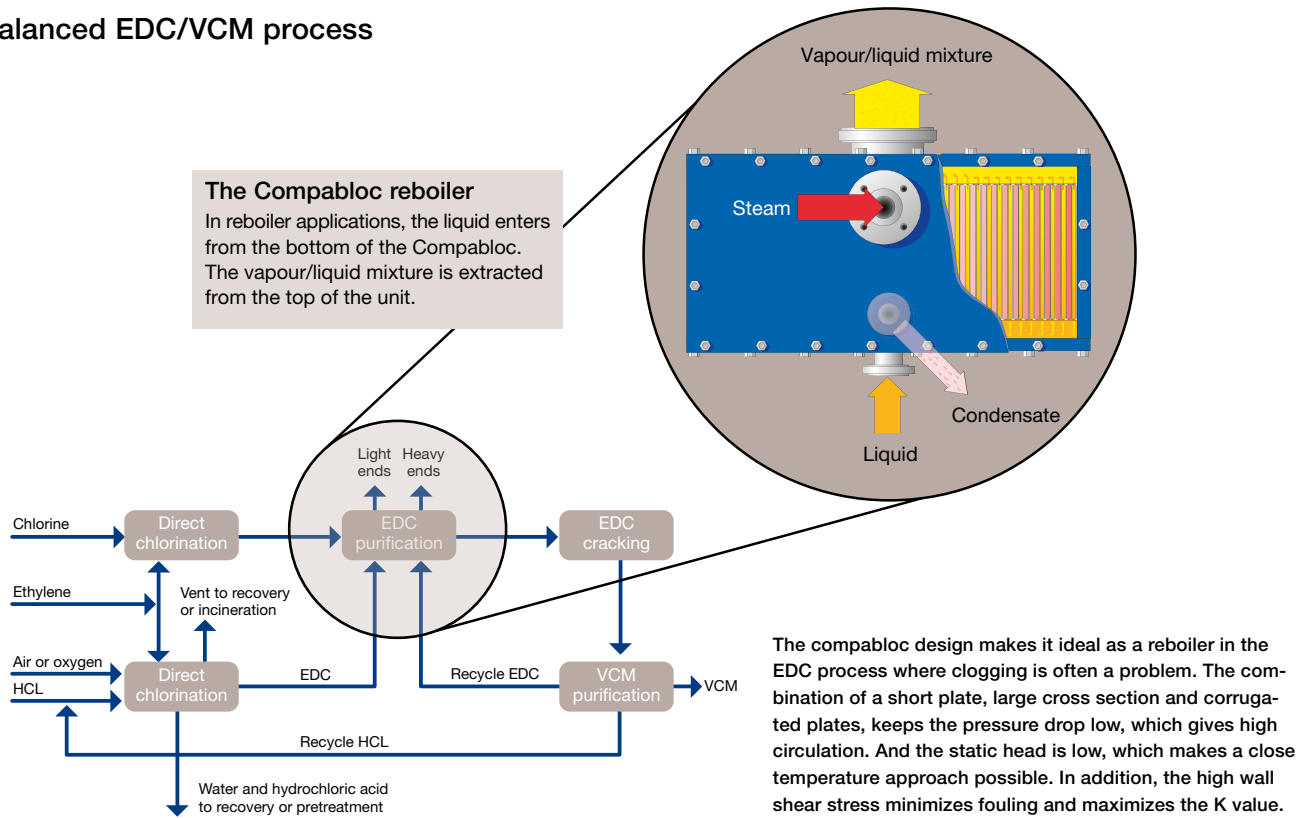 alanced EDC/VCM process
Vapour/liquid mixture
The Compabloc reboiler
In reboiler applications, the liquid enters
from the bottom of the Compabloc.
The vapour/liquid mixture is extracted
from the top of the unit.
Steam
Condensate
Liquid
Light
ends
Heavy
ends
Chlorine
Direct
chlorination
EDC
purification
EDC
cracking
Ethylene
Vent to recovery
or incineration
Air or oxygen
HCL
Direct
chlorination
EDC
Recycle EDC
VCM
purification
VCM
Recycle HCL
Water and hydrochloric acid
to recovery or pretreatment
The compabloc design makes it ideal as a reboiler in the
EDC process where clogging is often a problem. The com-
bination of a short plate, large cross section and corruga-
ted plates, keeps the pressure drop low, which gives high
circulation. And the static head is low, which makes a close
temperature approach possible. In addition, the high wall
shear stress minimizes fouling and maximizes the K value.